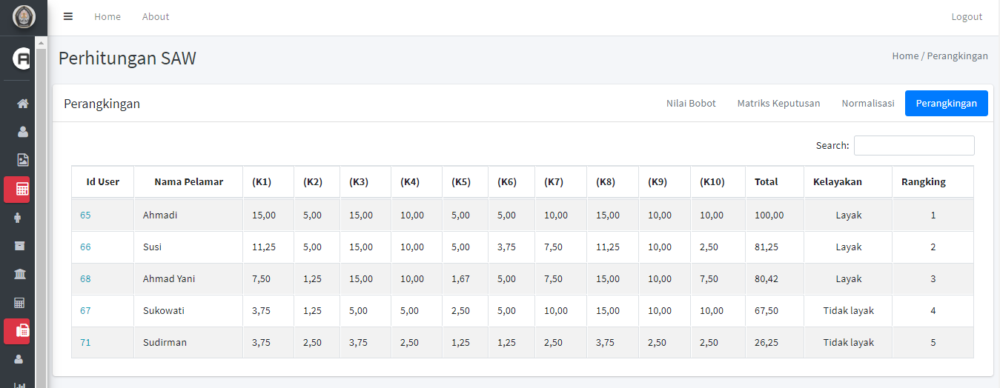 Home About Logout
Perhitungan SAW Home / Perangkingan
Perangkingan Nilai Bobot Matriks Keputusan Normalisasi Perangkingan
Search:
Id User Nama Pelamar (K1) (K2) (K3) (K4) (K5) (K6) (K7) (K8) (K9) (K10) Total Kelayakan Rangking
65 Ahmadi 15,00 5,00 15,00 10,00 5,00 5,00 10,00 15,00 10,00 10,00 100,00 Layak 1
66 Susi 11,25 5,00 15,00 10,00 5,00 3,75 7,50 11,25 10,00 2,50 81,25 Layak 2
68 Ahmad Yani 7,50 1,25 15,00 10,00 1,67 5,00 7,50 15,00 10,00 7,50 80,42 Layak 3
67 Sukowati 3,75 1,25 5,00 5,00 2,50 5,00 10,00 15,00 10,00 10,00 67,50 Tidak layak 4
71 Sudirman 3,75 2,50 3,75 2,50 1,25 1,25 2,50 3,75 2,50 2,50 26,25 Tidak layak 5